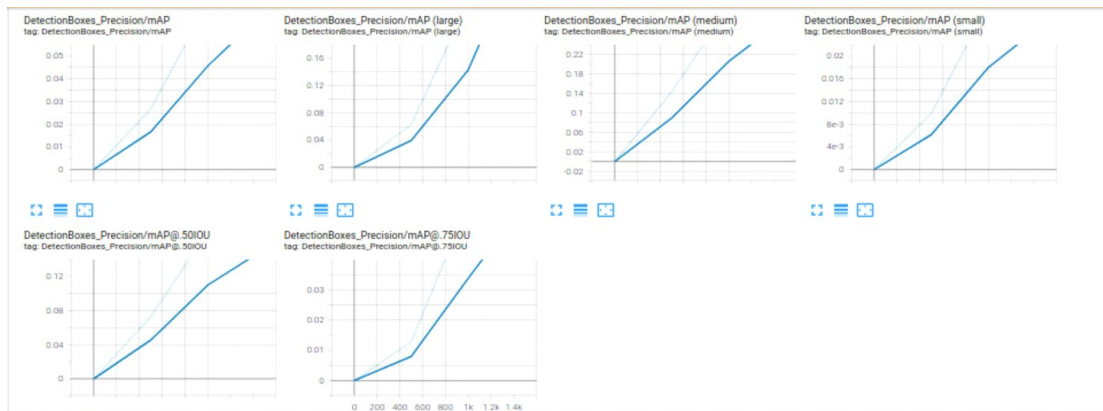 DetectionBoxes_Precision/mAP
tag: DetectionBoxes_Precision/mAP
0.05
0.04
0.03
0.02
0.01
0
DetectionBoxes_Precision/mAP (large)
tag: DetectionBoxes_Precision/mAP (large)
0.16
0.12
0.08
0.04
0
DetectionBoxes_Precision/mAP (medium)
tag: DetectionBoxes_Precision/mAP (medium)
0.22
0.18
0.14
0.1
0.06
0.02
-0.02
DetectionBoxes_Precision/mAP (small)
tag: DetectionBoxes_Precision/mAP (small)
0.02
0.016
0.012
8e-3
4e-3
0
DetectionBoxes_Precision/mAP@.50IOU
tag: DetectionBoxes_Precision/mAP@.50IOU
0.12
0.08
0.04
0
DetectionBoxes_Precision/mAP@.75IOU
tag: DetectionBoxes_Precision/mAP@.75IOU
0.03
0.02
0.01
0
0 200 400 600 800 1k 1.2k 1.4k